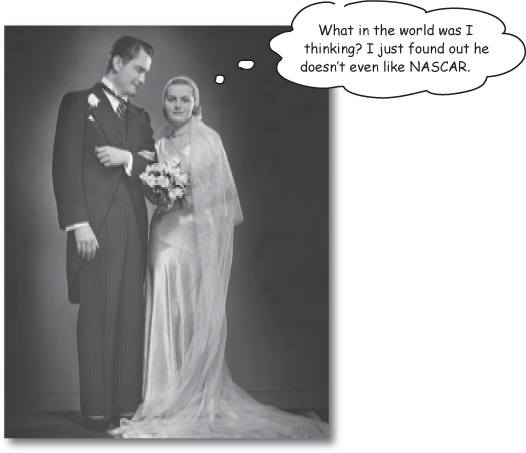 What in the world was I
thinking? I just found out he
doesn't even like NASCAR.